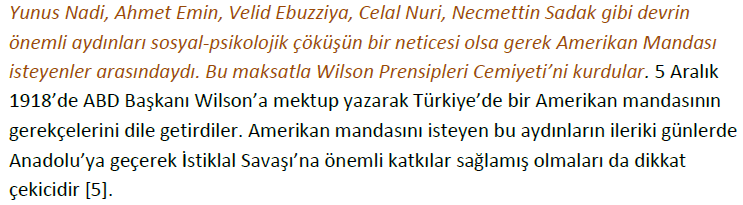 Yunus Nadi, Ahmet Emin, Velid Ebuzziya, Celal Nuri, Necmettin Sadak gibi devrin
önemli aydınları sosyal-psikolojik çöküşün bir neticesi olsa gerek Amerikan Mandası
isteyenler arasındaydı. Bu maksatla Wilson Prensipleri Cemiyeti’ni kurdular. 5 Aralık
1918’de ABD Başkanı Wilson’a mektup yazarak Türkiye’de bir Amerikan mandasının
gerekçelerini dile getirdiler. Amerikan mandasını isteyen bu aydınların ileriki günlerde
Anadolu’ya geçerek İstiklal Savaşı’na önemli katkılar sağlamış olmaları da dikkat
çekicidir [5].